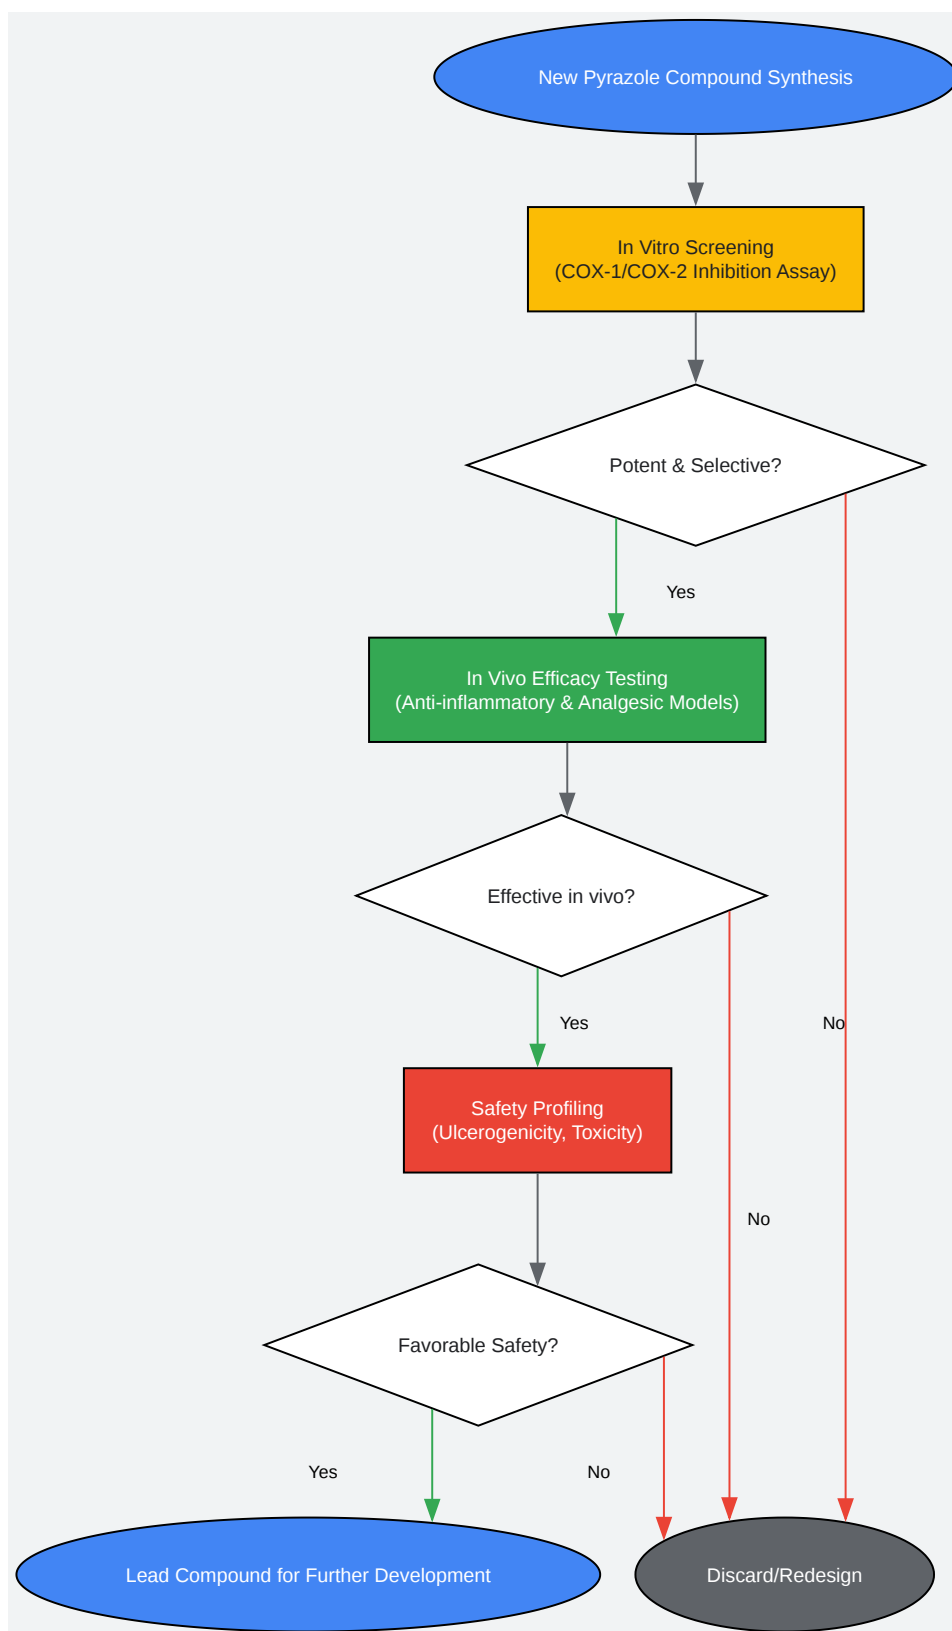 New Pyrazole Compound Synthesis
In Vitro Screening
(COX-1/COX-2 Inhibition Assay)
Potent & Selective?
Yes
In Vivo Efficacy Testing
(Anti-inflammatory & Analgesic Models)
Effective in vivo?
Yes
No
Safety Profiling
(Ulcerogenicity, Toxicity)
No
Favorable Safety?
Yes
No
Lead Compound for Further Development
Discard/Redesign